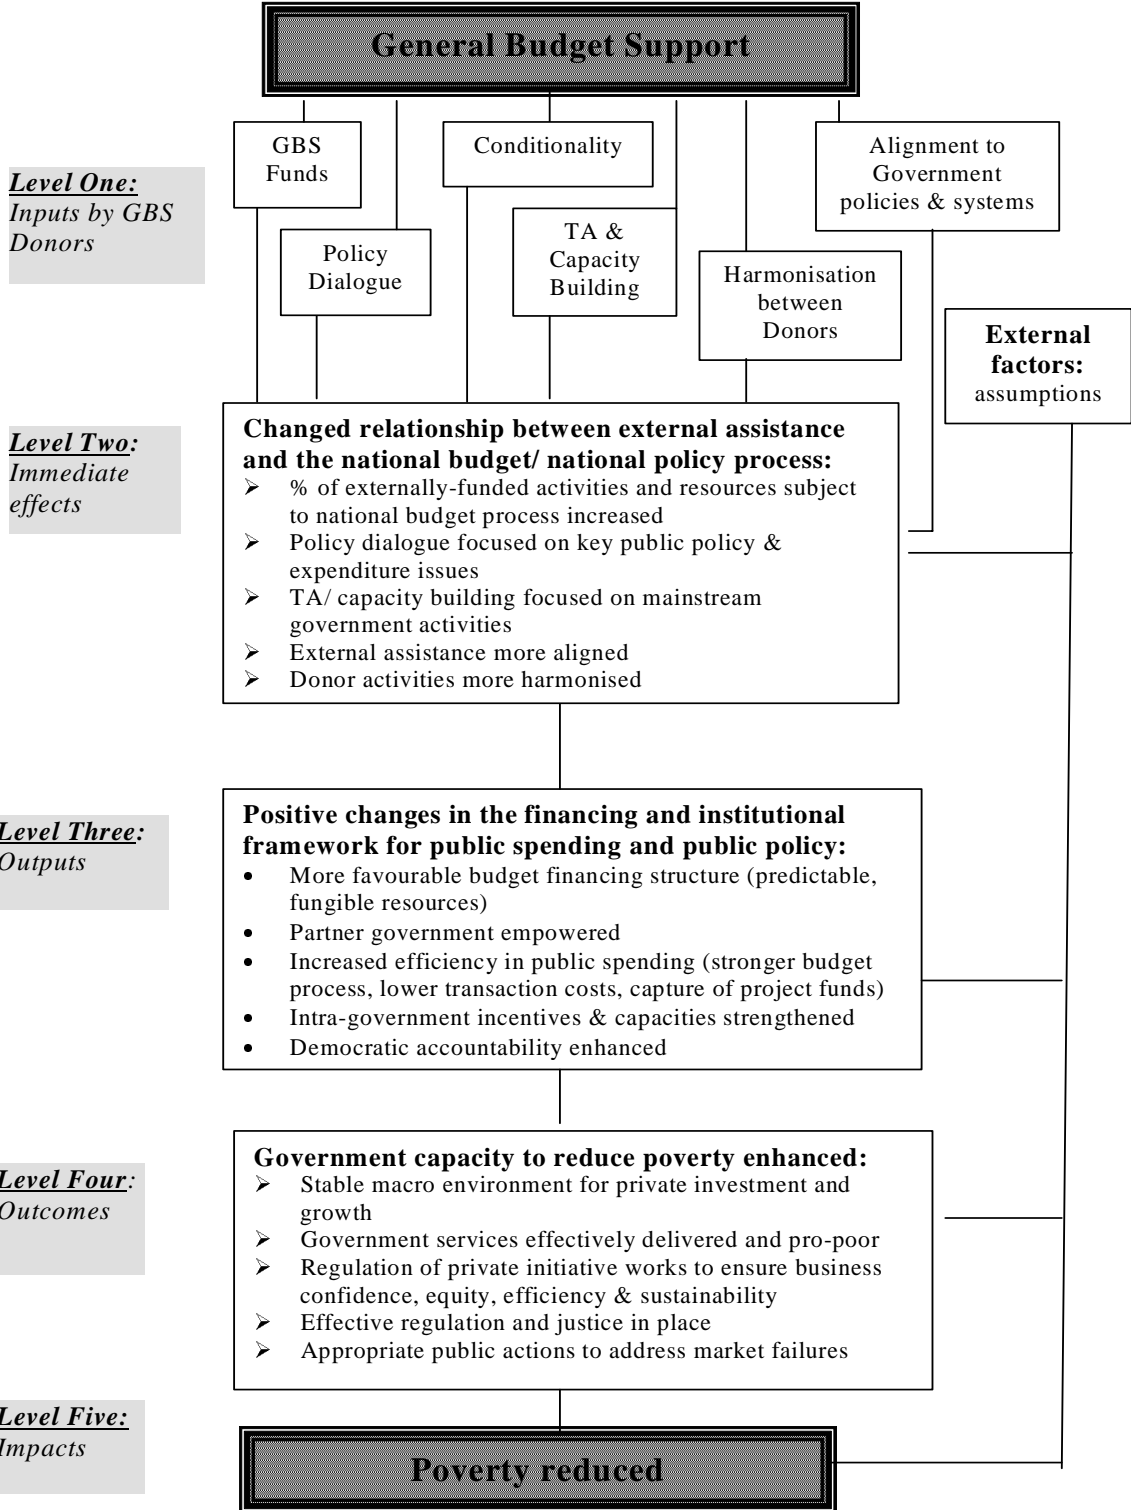 General Budget Support
GBS
Funds
Conditionality
Alignment to
Government
policies & systems
Level One:
Inputs by GBS
Donors
Policy
Dialogue
TA &
Capacity
Building
Harmonisation
between
Donors
External
factors:
assumptions
Level Two:
Immediate
effects
Changed relationship between external assistance
and the national budget/ national policy process:
➢ % of externally-funded activities and resources subject
to national budget process increased
➢ Policy dialogue focused on key public policy &
expenditure issues
➢ TA/ capacity building focused on mainstream
government activities
➢ External assistance more aligned
➢ Donor activities more harmonised
Level Three:
Outputs
Positive changes in the financing and institutional
framework for public spending and public policy:
• More favourable budget financing structure (predictable,
fungible resources)
• Partner government empowered
• Increased efficiency in public spending (stronger budget
process, lower transaction costs, capture of project funds)
• Intra-government incentives & capacities strengthened
• Democratic accountability enhanced
Level Four:
Outcomes
Government capacity to reduce poverty enhanced:
➢ Stable macro environment for private investment and
growth
➢ Government services effectively delivered and pro-poor
➢ Regulation of private initiative works to ensure business
confidence, equity, efficiency & sustainability
➢ Effective regulation and justice in place
➢ Appropriate public actions to address market failures
Level Five:
Impacts
Poverty reduced